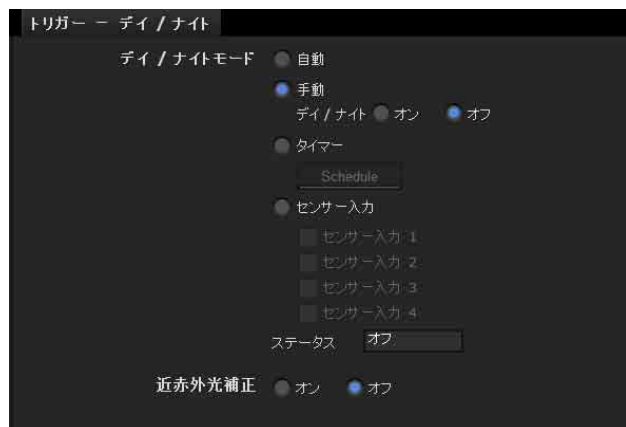 トリガー － デイ / ナイト
デイ / ナイトモード 自動
手動
デイ / ナイト オン オフ
タイマー
Schedule
センサー入力
センサー入力 1
センサー入力 2
センサー入力 3
センサー入力 4
ステータス オフ
近赤外光補正 オン オフ